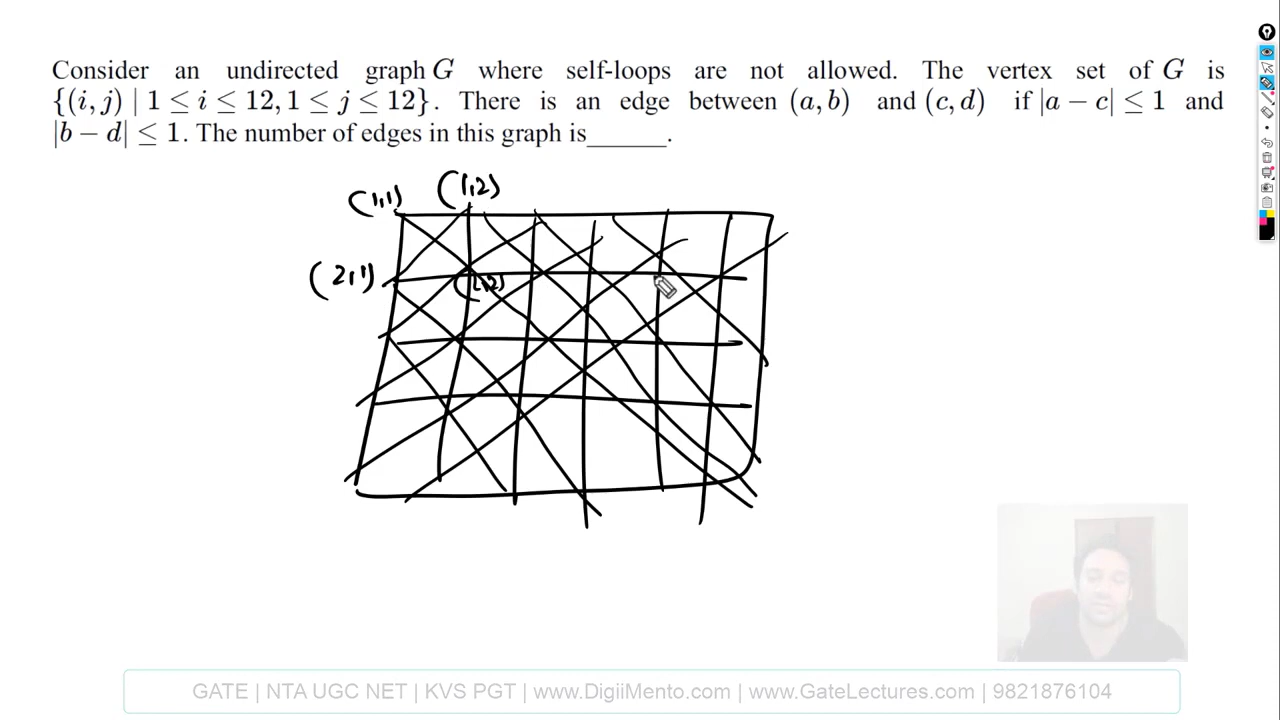 Consider an undirected graph G where self-loops are not allowed. The vertex set of G is
{(i, j) | 1 ≤ i ≤ 12, 1 ≤ j ≤ 12}. There is an edge between (a, b) and (c, d) if |a − c| ≤ 1 and
|b − d| ≤ 1. The number of edges in this graph is______.
(1,1) (1,2)
(2,1) (2,2)
GATE | NTA UGC NET | KVS PGT | www.DigiiMento.com | www.GateLectures.com | 9821876104